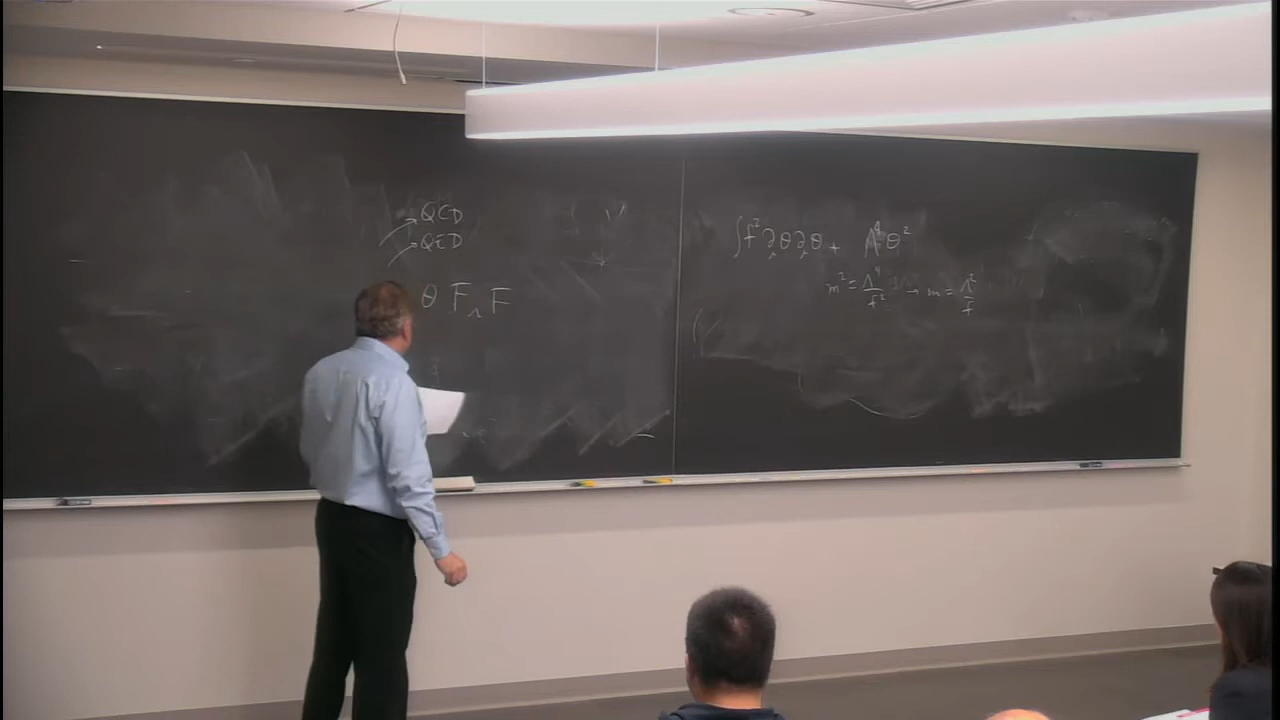 QCD
QED
θ F ∧ F
∫f² ∂θ∂θ + Λ⁴θ²
m² = Λ⁴/f² → m = Λ²/f